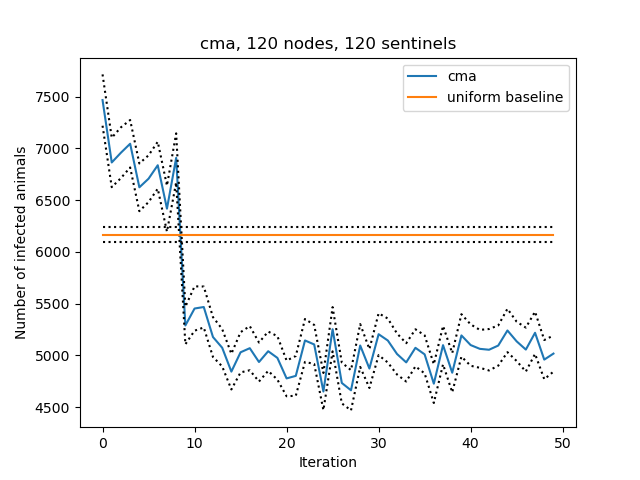 cma, 120 nodes, 120 sentinels
cma
uniform baseline
Number of infected animals
7500
7000
6500
6000
5500
5000
4500
0 10 20 30 40 50
Iteration